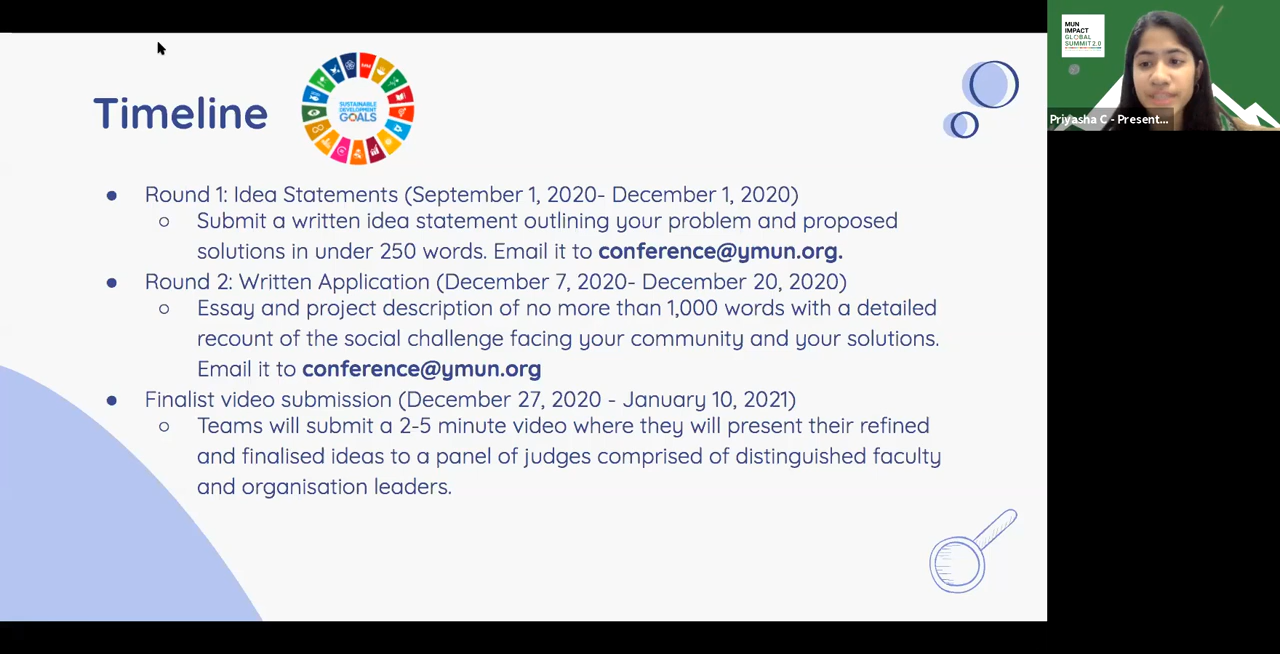 Timeline
SUSTAINABLE
DEVELOPMENT
GOALS
● Round 1: Idea Statements (September 1, 2020- December 1, 2020)
○ Submit a written idea statement outlining your problem and proposed
solutions in under 250 words. Email it to conference@ymun.org.
● Round 2: Written Application (December 7, 2020- December 20, 2020)
○ Essay and project description of no more than 1,000 words with a detailed
recount of the social challenge facing your community and your solutions.
Email it to conference@ymun.org
● Finalist video submission (December 27, 2020 - January 10, 2021)
○ Teams will submit a 2-5 minute video where they will present their refined
and finalised ideas to a panel of judges comprised of distinguished faculty
and organisation leaders.
MUN
IMPACT
GLOBAL
SUMMIT 2.0
Priyasha C - Present...